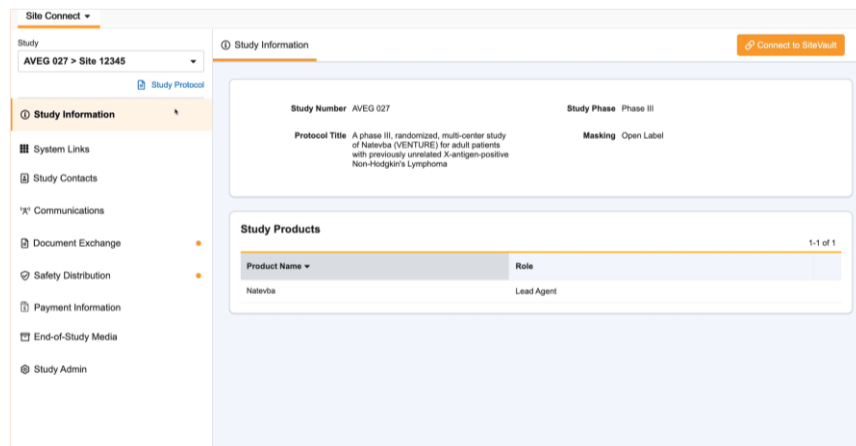 Site Connect
Study
AVEG 027 > Site 12345
Study Protocol
Study Information
System Links
Study Contacts
Communications
Document Exchange
Safety Distribution
Payment Information
End-of-Study Media
Study Admin
Study Information
Connect to SiteVault
Study Number AVEG 027
Study Phase Phase III
Protocol Title A phase III, randomized, multi-center study
of Natevba (VENTURE) for adult patients
with previously unrelated X-antigen-positive
Non-Hodgkin's Lymphoma
Masking Open Label
Study Products
1-1 of 1
Product Name Role
Natevba Lead Agent